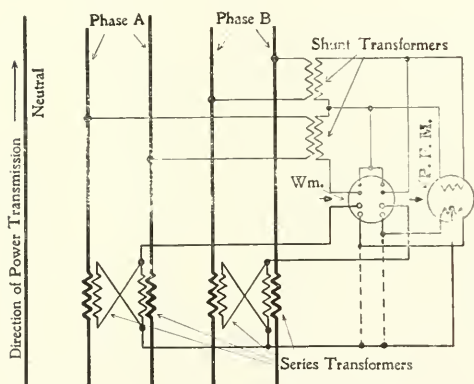 Phase A
Phase B
Shunt Transformers
Neutral
Direction of Power Transmission
Wm.
P. F. M.
Series Transformers